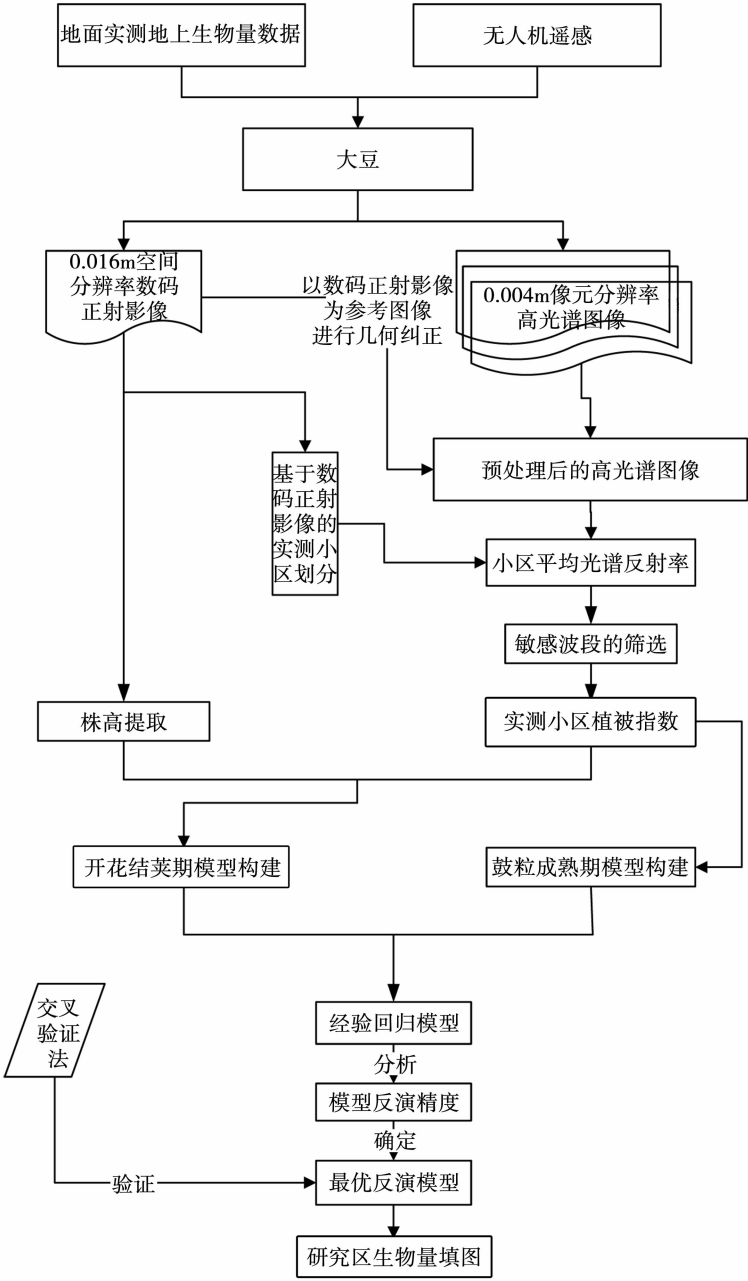 地面实测地上生物量数据
无人机遥感
大豆
0.016m空间
分辨率数码
正射影像
以数码正射影像
为参考图像
进行几何纠正
0.004m像元分辨率
高光谱图像
基于数
码正射
影像的
实测小
区划分
预处理后的高光谱图像
小区平均光谱反射率
敏感波段的筛选
株高提取
实测小区植被指数
开花结荚期模型构建
鼓粒成熟期模型构建
交叉
验证
法
经验回归模型
分析
模型反演精度
确定
验证
最优反演模型
研究区生物量填图